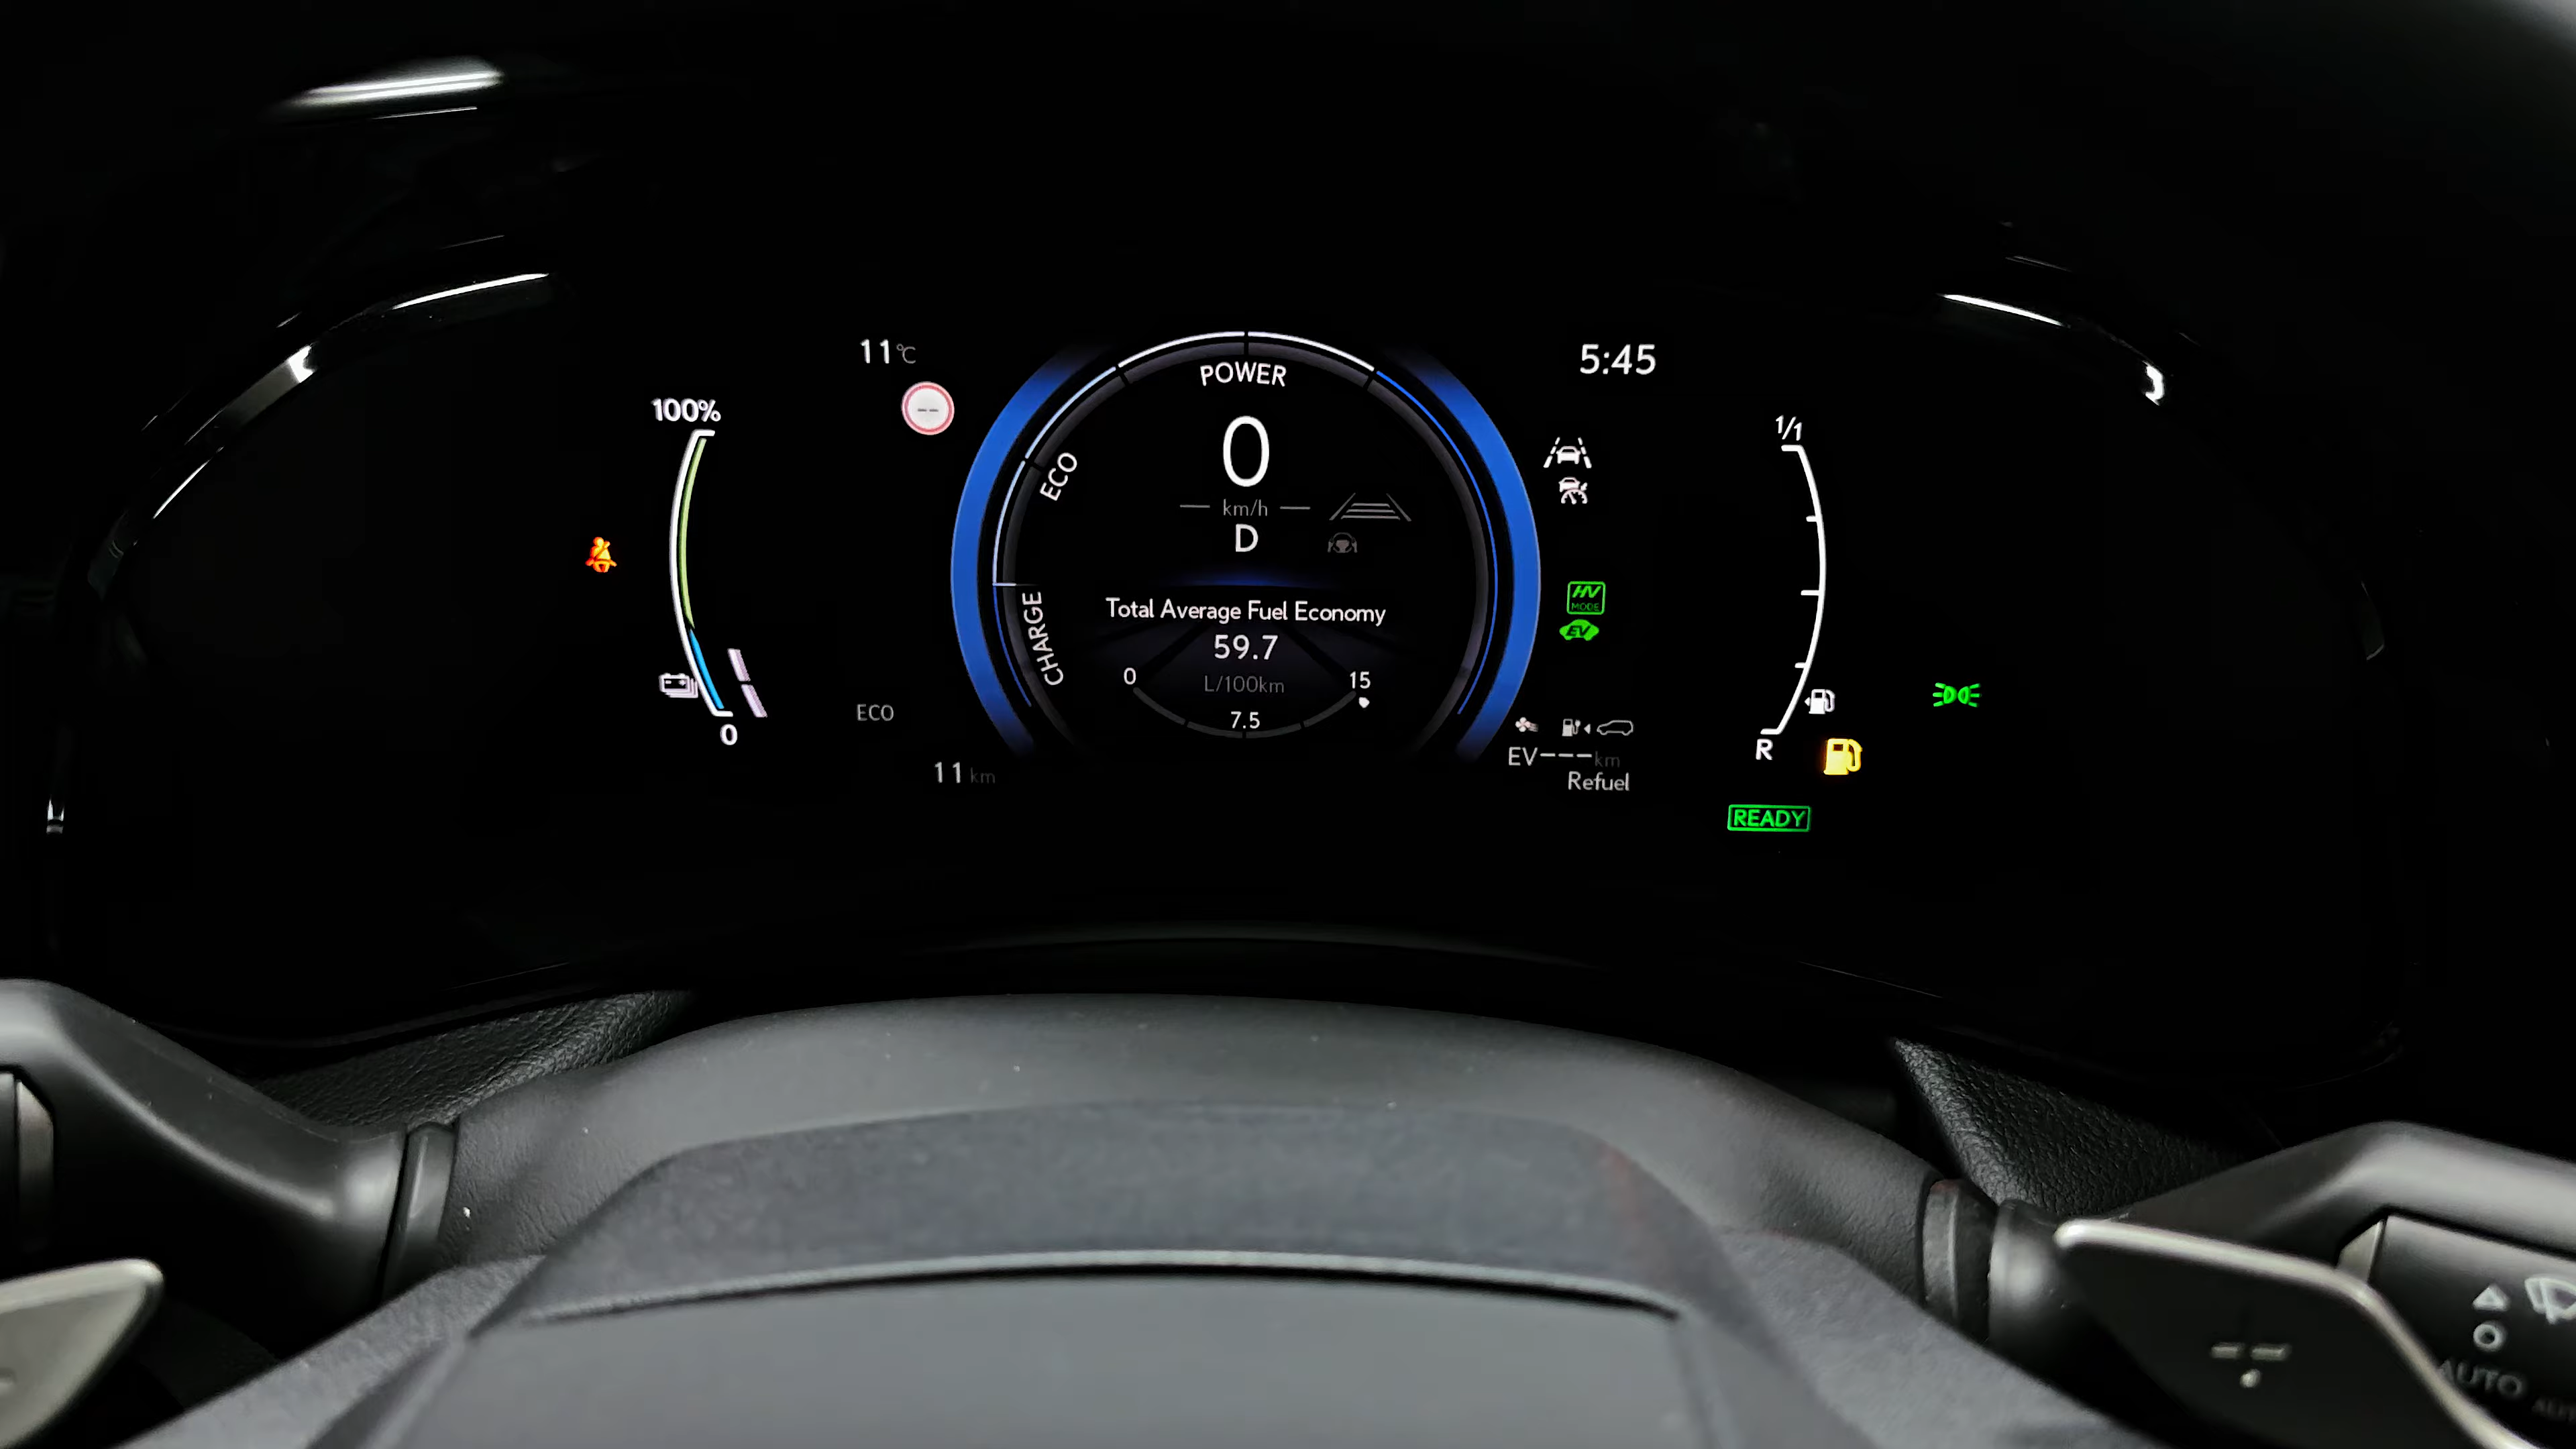 11°C
5:45
100%
1/1
POWER
0
ECO
km/h
D
HV
MODE
EV
Total Average Fuel Economy
59.7
CHARGE
0
L/100km
15
7.5
ECO
0
R
11 km
EV---km
Refuel
READY
AUTO